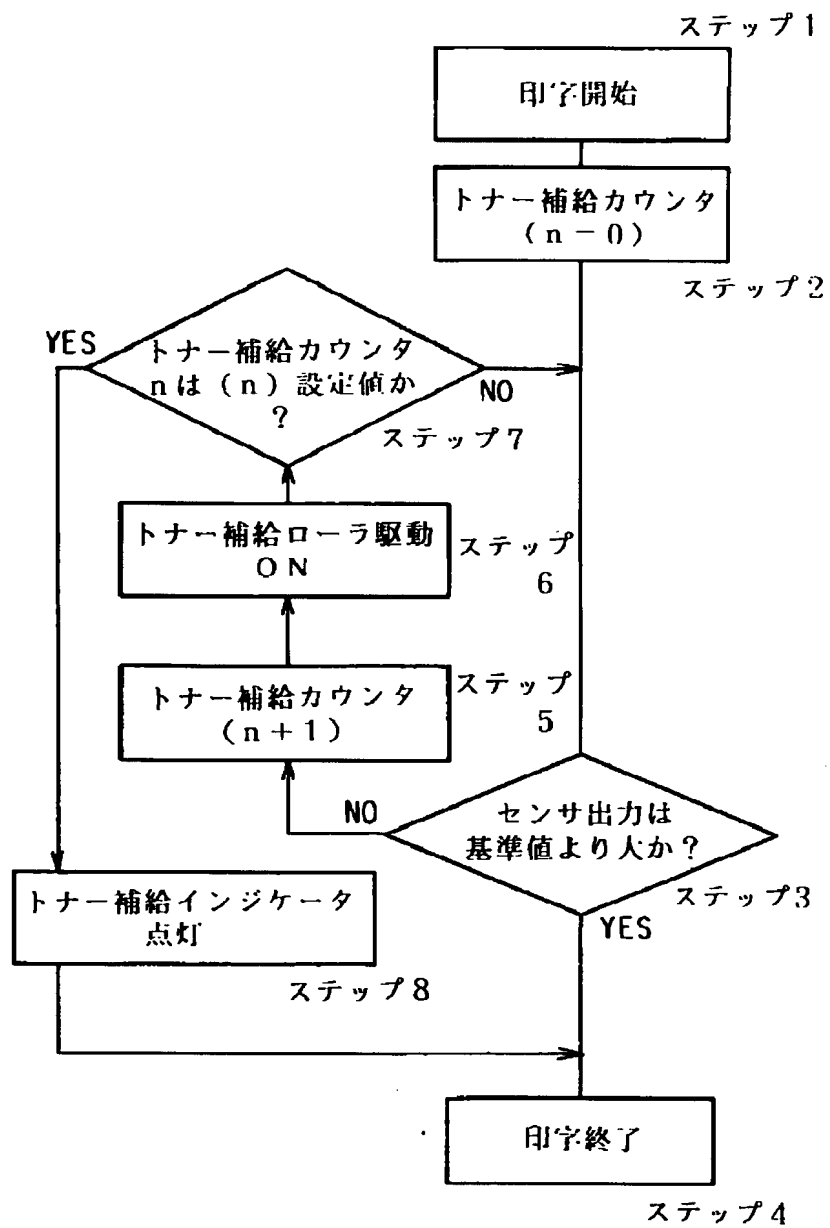 ステップ1
印字開始
トナー補給カウンタ
(n-0)
ステップ2
YES
トナー補給カウンタ
nは(n)設定値か
?
NO
ステップ7
トナー補給ローラ駆動
ON
ステップ
6
トナー補給カウンタ
(n+1)
ステップ
5
NO
センサ出力は
基準値より大か?
ステップ3
YES
トナー補給インジケータ
点灯
ステップ8
印字終了
ステップ4